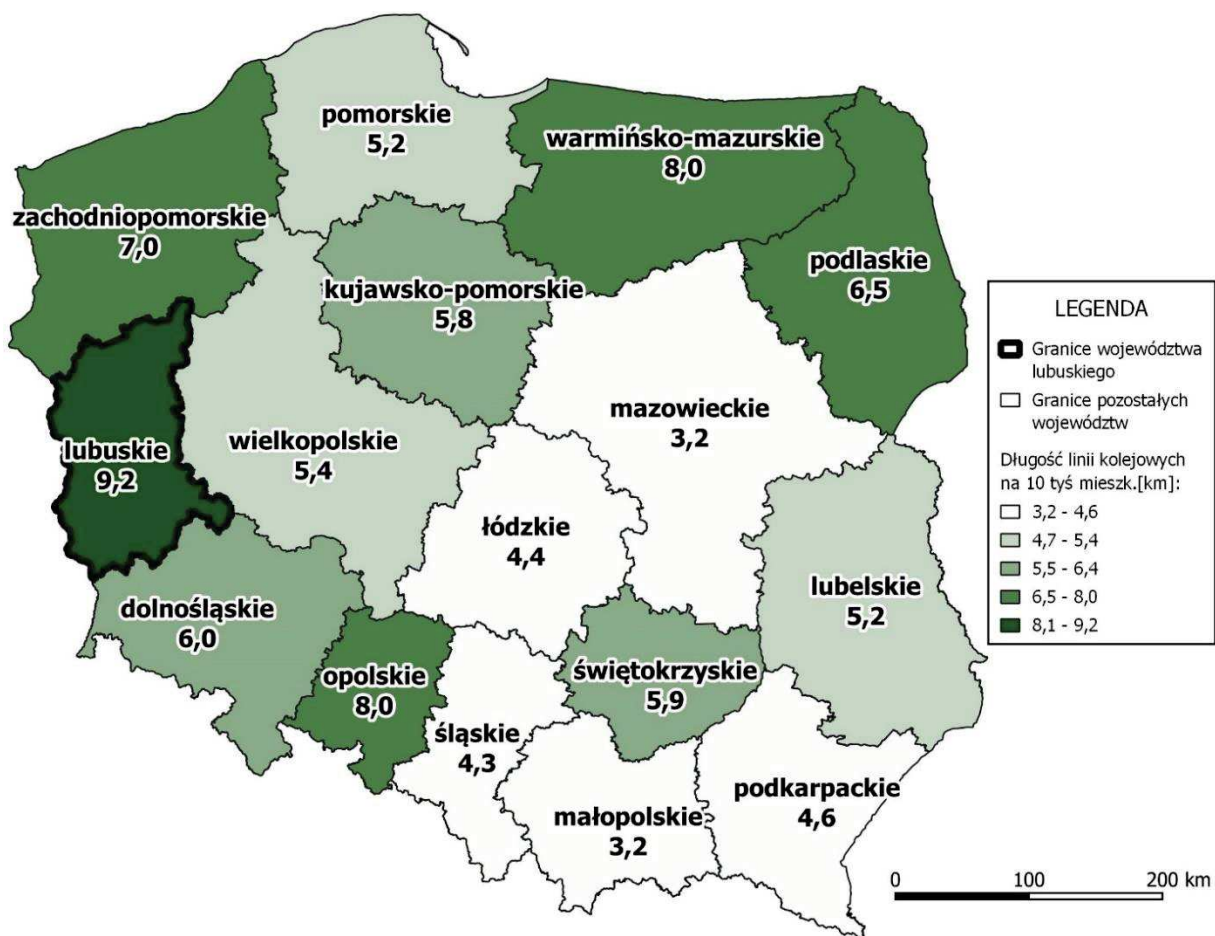 pomorskie
5,2
warmińsko-mazurskie
8,0
zachodniopomorskie
7,0
podlaskie
6,5
kujawsko-pomorskie
5,8
mazowieckie
3,2
lubuskie
9,2
wielkopolskie
5,4
łódzkie
4,4
lubelskie
5,2
dolnośląskie
6,0
opolskie
8,0
świętokrzyskie
5,9
śląskie
4,3
małopolskie
3,2
podkarpackie
4,6
LEGENDA
Granice województwa
lubuskiego
Granice pozostałych
województw
Długość linii kolejowych
na 10 tyś mieszk.[km]:
3,2 - 4,6
4,7 - 5,4
5,5 - 6,4
6,5 - 8,0
8,1 - 9,2
0 100 200 km